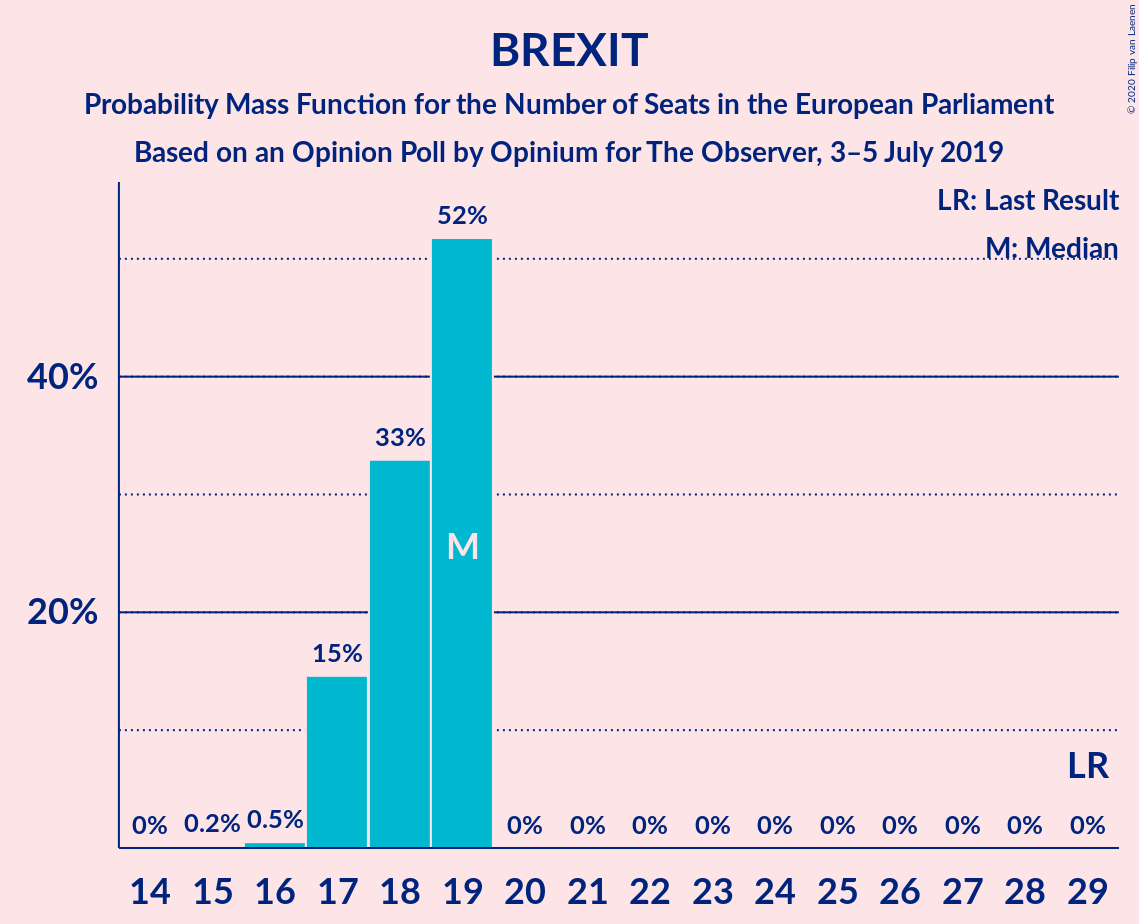 BREXIT
Probability Mass Function for the Number of Seats in the European Parliament
Based on an Opinion Poll by Opinium for The Observer, 3–5 July 2019
© 2020 Filip van Laenen
LR: Last Result
M: Median
52%
40%
33%
M
20%
15%
LR
0% 0.2% 0.5% 0% 0% 0% 0% 0% 0% 0% 0% 0% 0%
14 15 16 17 18 19 20 21 22 23 24 25 26 27 28 29